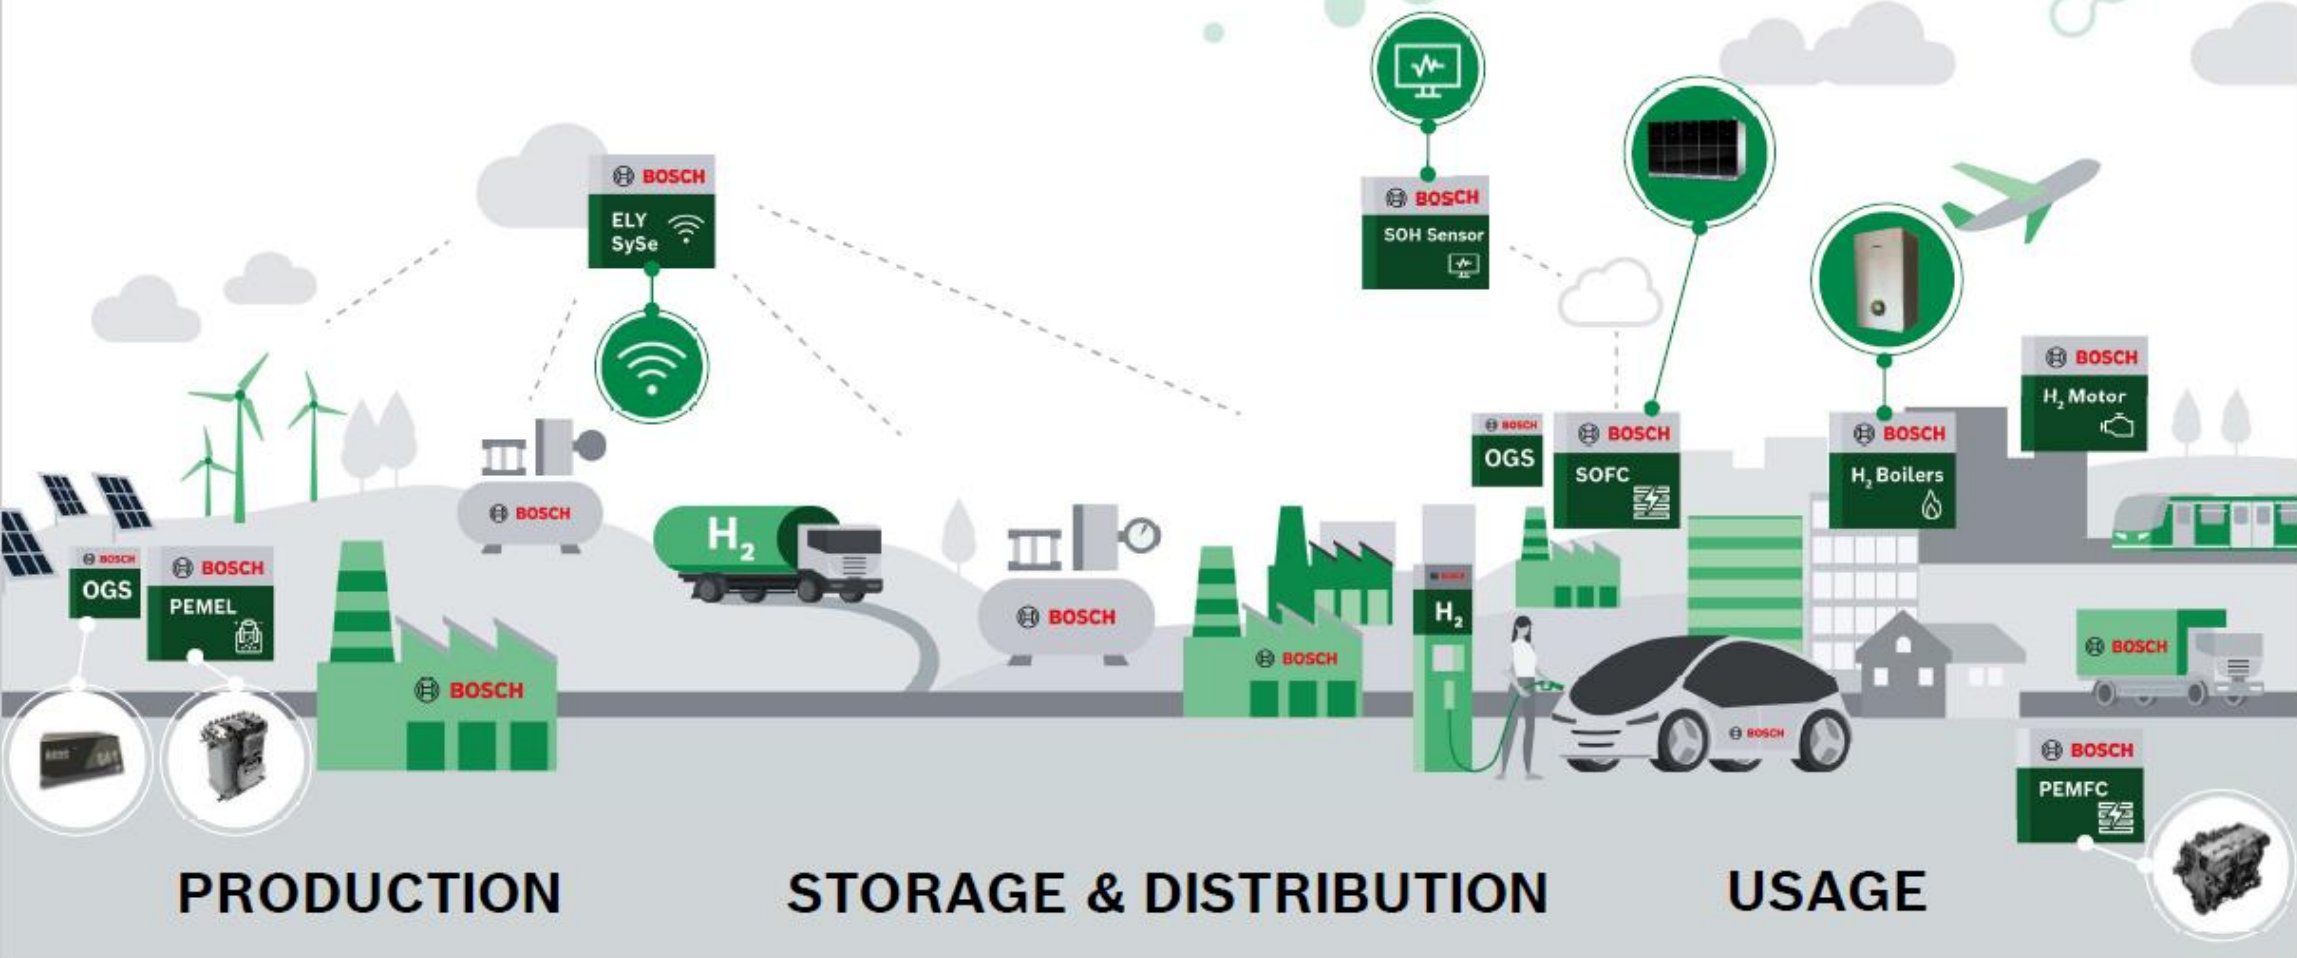 BOSCH
ELY
SySe
BOSCH
SOH Sensor
BOSCH
H2 Motor
BOSCH
OGS
BOSCH
SOFC
BOSCH
H2 Boilers
BOSCH
H2
BOSCH
OGS
BOSCH
PEMEL
BOSCH
BOSCH
H2
BOSCH
BOSCH
BOSCH
BOSCH
BOSCH
PEMFC
PRODUCTION
STORAGE & DISTRIBUTION
USAGE